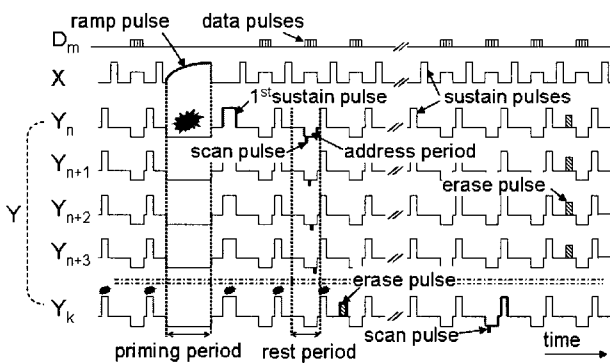 ramp pulse
data pulses
Dm
X
1st sustain pulse
sustain pulses
Yn
scan pulse
address period
Yn+1
erase pulse
Y
Yn+2
Yn+3
erase pulse
Yk
scan pulse
priming period
rest period
time